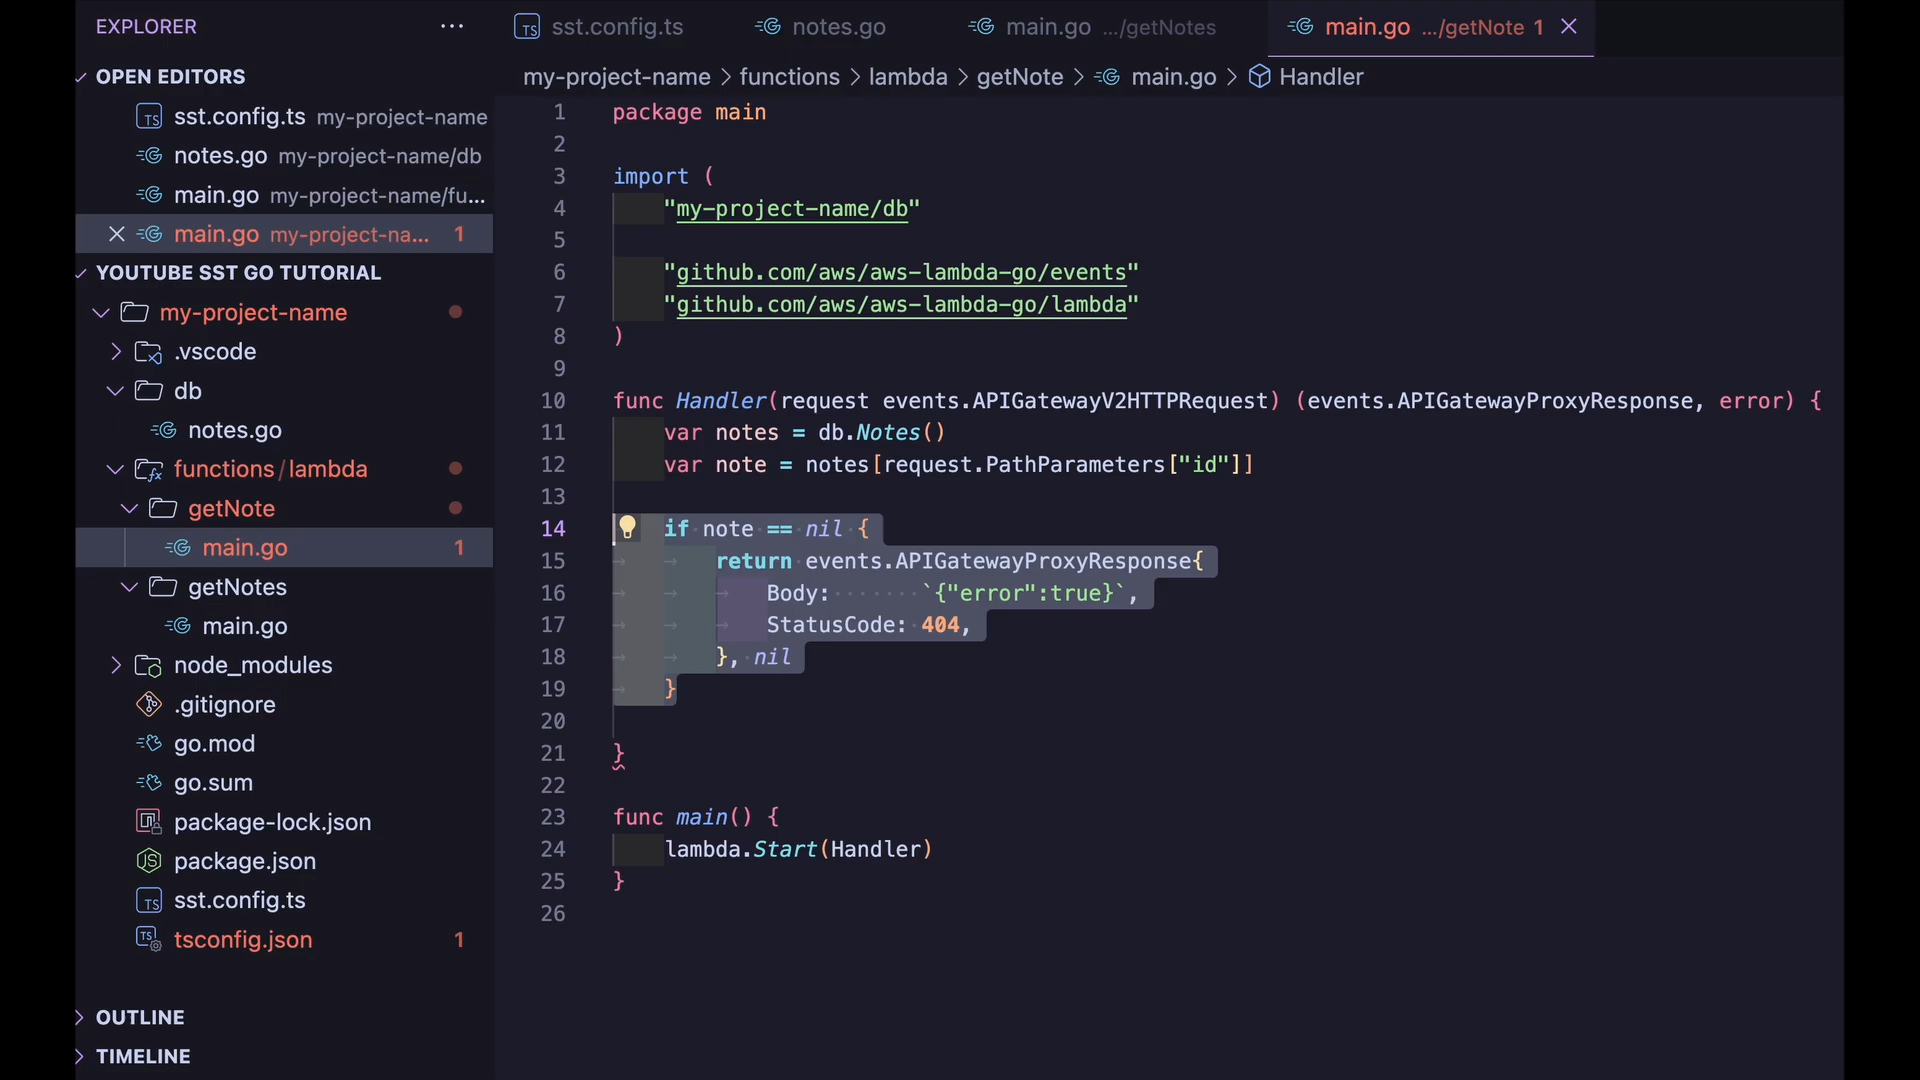 EXPLORER
OPEN EDITORS
sst.config.ts my-project-name
notes.go my-project-name/db
main.go my-project-name/fu...
main.go my-project-na... 1
YOUTUBE SST GO TUTORIAL
my-project-name
.vscode
db
notes.go
functions/lambda
getNote
main.go 1
getNotes
main.go
node_modules
.gitignore
go.mod
go.sum
package-lock.json
package.json
sst.config.ts
tsconfig.json 1
OUTLINE
TIMELINE
sst.config.ts notes.go main.go .../getNotes main.go .../getNote 1
my-project-name > functions > lambda > getNote > main.go > Handler
1 package main
2
3 import (
4 "my-project-name/db"
5
6 "github.com/aws/aws-lambda-go/events"
7 "github.com/aws/aws-lambda-go/lambda"
8 )
9
10 func Handler(request events.APIGatewayV2HTTPRequest) (events.APIGatewayProxyResponse, error) {
11 var notes = db.Notes()
12 var note = notes[request.PathParameters["id"]]
13
14 if note == nil {
15 return events.APIGatewayProxyResponse{
16 Body: `{"error":true}`,
17 StatusCode: 404,
18 }, nil
19 }
20
21 }
22
23 func main() {
24 lambda.Start(Handler)
25 }
26